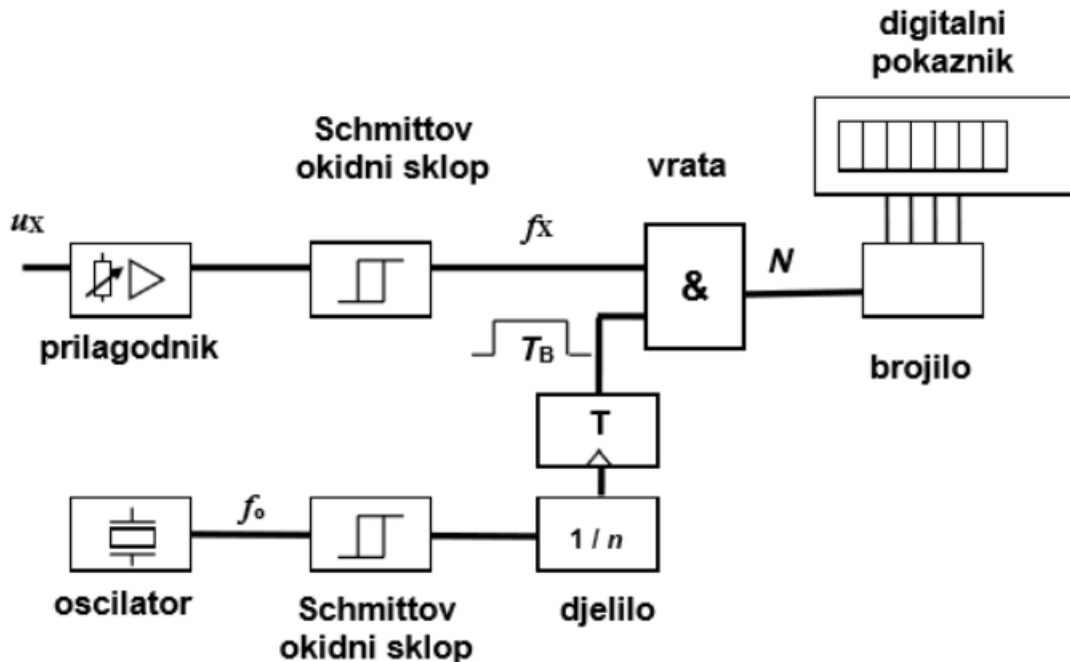 digitalni
pokaznik
Schmittov
okidni sklop
vrata
uX
fX
&
N
prilagodnik
TB
brojilo
T
fo
1 / n
oscilator
Schmittov
okidni sklop
djelilo